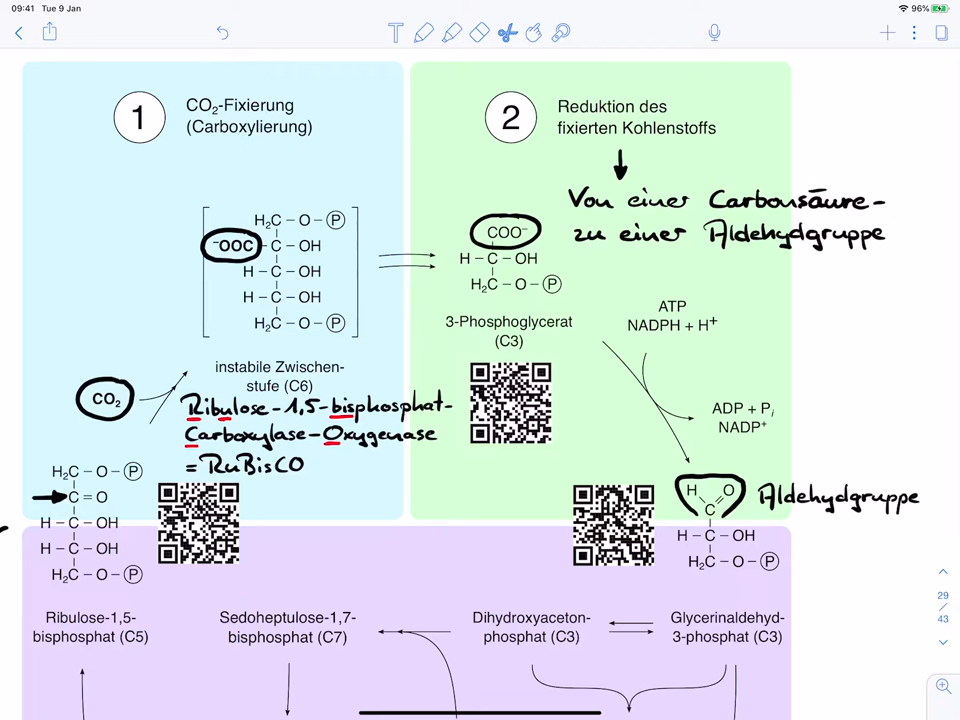 09:41 Tue 9 Jan
96%
1
CO₂-Fixierung
(Carboxylierung)
H₂C – O – P
⁻OOC – C – OH
H – C – OH
H – C – OH
H₂C – O – P
instabile Zwischen-
stufe (C6)
CO₂
Ribulose-1,5-bisphosphat-
Carboxylase-Oxygenase
= RuBisCO
H₂C – O – P
C = O
H – C – OH
H – C – OH
H₂C – O – P
2
Reduktion des
fixierten Kohlenstoffs
Von einer Carbonsäure-
zu einer Aldehydgruppe
COO⁻
H – C – OH
H₂C – O – P
3-Phosphoglycerat
(C3)
ATP
NADPH + H⁺
ADP + Pᵢ
NADP⁺
H O
C
Aldehydgruppe
H – C – OH
H₂C – O – P
Ribulose-1,5-
bisphosphat (C5)
Sedoheptulose-1,7-
bisphosphat (C7)
Dihydroxyaceton-
phosphat (C3)
Glycerinaldehyd-
3-phosphat (C3)
29
/
43